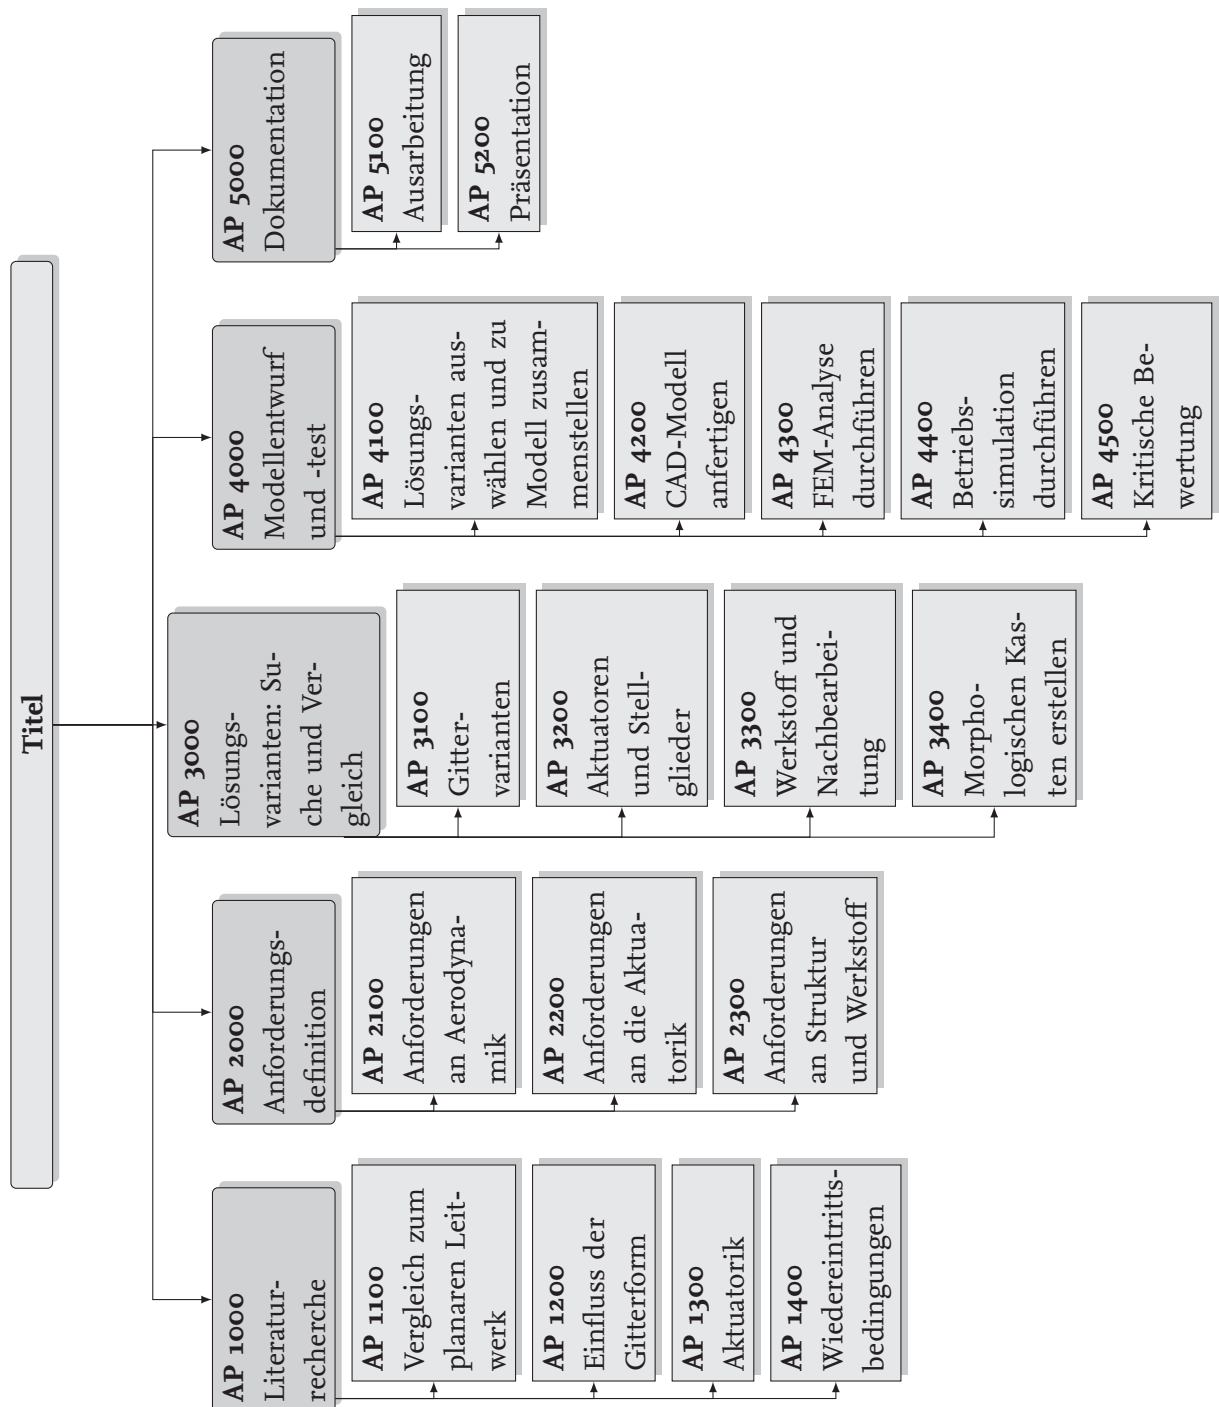 Titel
AP 1000
Literatur-
recherche
AP 1100
Vergleich zum
planaren Leit-
werk
AP 1200
Einfluss der
Gitterform
AP 1300
Aktuatorik
AP 1400
Wiedereintritts-
bedingungen
AP 2000
Anforderungs-
definition
AP 2100
Anforderungen
an Aerodyna-
mik
AP 2200
Anforderungen
an die Aktua-
torik
AP 2300
Anforderungen
an Struktur
und Werkstoff
AP 3000
Lösungs-
varianten: Su-
che und Ver-
gleich
AP 3100
Gitter-
varianten
AP 3200
Aktuatoren
und Stell-
glieder
AP 3300
Werkstoff und
Nachbearbei-
tung
AP 3400
Morpho-
logischen Kas-
ten erstellen
AP 4000
Modellentwurf
und -test
AP 4100
Lösungs-
varianten aus-
wählen und zu
Modell zusam-
menstellen
AP 4200
CAD-Modell
anfertigen
AP 4300
FEM-Analyse
durchführen
AP 4400
Betriebs-
simulation
durchführen
AP 4500
Kritische Be-
wertung
AP 5000
Dokumentation
AP 5100
Ausarbeitung
AP 5200
Präsentation